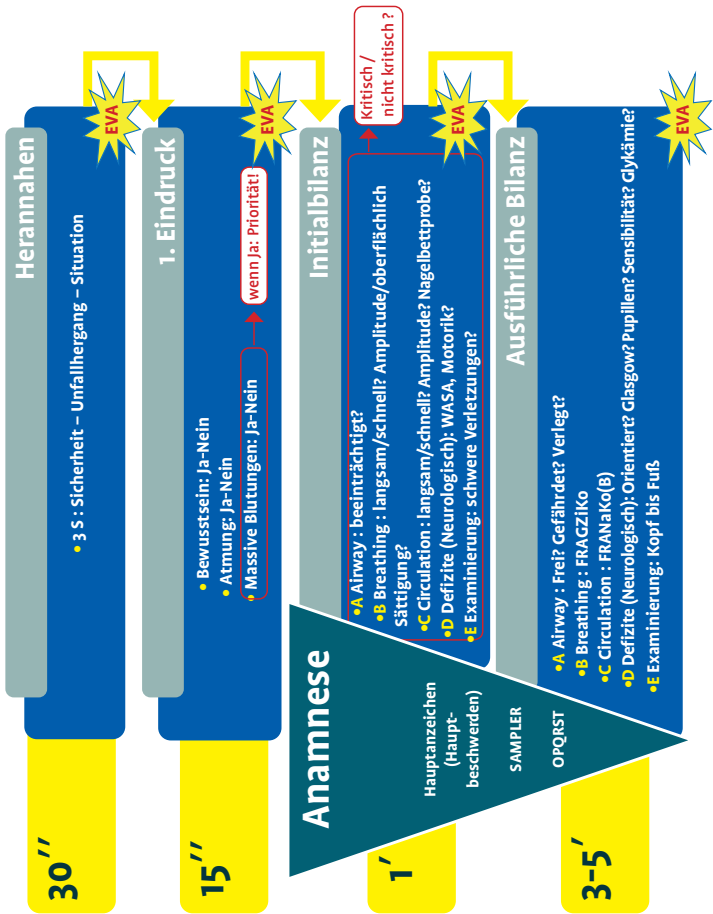 Herannahen
30′′
• 3 S : Sicherheit – Unfallhergang – Situation
EVA
1. Eindruck
15′′
• Bewusstsein: Ja-Nein
• Atmung: Ja-Nein
• Massive Blutungen: Ja-Nein
wenn Ja: Priorität!
EVA
Initialbilanz
1′
•A Airway : beeinträchtigt?
•B Breathing : langsam/schnell? Amplitude/oberflächlich
Sättigung?
•C Circulation : langsam/schnell? Amplitude? Nagelbettprobe?
•D Defizite (Neurologisch): WASA, Motorik?
•E Examinierung: schwere Verletzungen?
Kritisch /
nicht kritisch ?
EVA
Anamnese
Hauptanzeichen
(Haupt-
beschwerden)
SAMPLER
OPQRST
Ausführliche Bilanz
3-5′
•A Airway : Frei? Gefährdet? Verlegt?
•B Breathing : FRAGZiKo
•C Circulation : FRANaKo(B)
•D Defizite (Neurologisch): Orientiert? Glasgow? Pupillen? Sensibilität? Glykämie?
•E Examinierung: Kopf bis Fuß
EVA